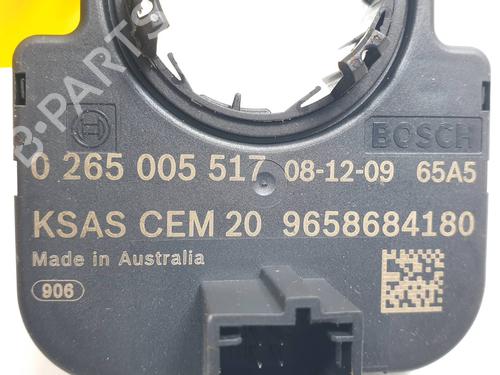 B-PARTS
BOSCH
0 265 005 517 08-12-09 65A5
KSAS CEM 20 9658684180
Made in Australia
906